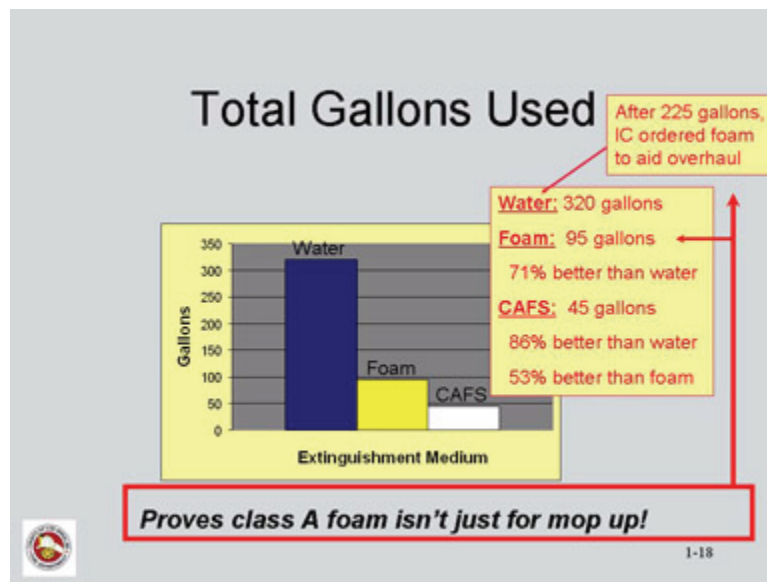 Total Gallons Used
After 225 gallons,
IC ordered foam
to aid overhaul
Water: 320 gallons
Foam: 95 gallons
71% better than water
CAFS: 45 gallons
86% better than water
53% better than foam
350
300
250
200
150
100
50
0
Gallons
Water
Foam
CAFS
Extinguishment Medium
Proves class A foam isn't just for mop up!
1-18